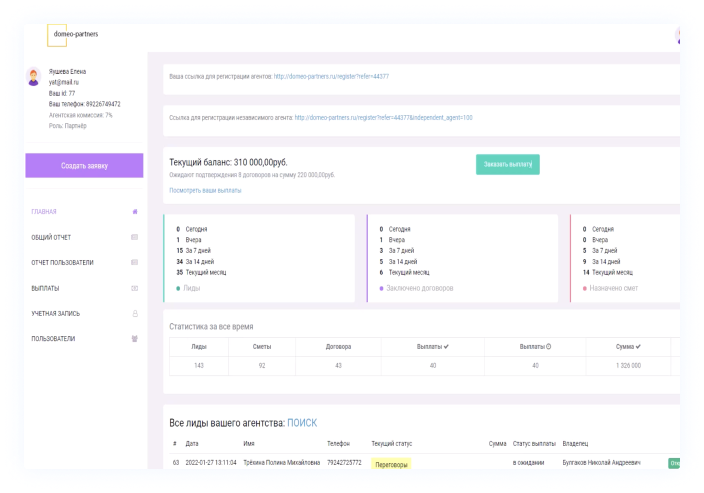 domeo-partners
Яушева Елена
yst@mail.ru
Ваш id: 77
Ваш телефон: 89226749472
Агентская комиссия: 7%
Роль: Партнёр
Создать заявку
ГЛАВНАЯ
ОБЩИЙ ОТЧЕТ
ОТЧЕТ ПОЛЬЗОВАТЕЛИ
ВЫПЛАТЫ
УЧЕТНАЯ ЗАПИСЬ
ПОЛЬЗОВАТЕЛИ
Ваша ссылка для регистрации агентов: http://domeo-partners.ru/register?refer=44377
Ссылка для регистрации независимого агента: http://domeo-partners.ru/register?refer=44377&independent_agent=100
Текущий баланс: 310 000,00руб.
Заказать выплату
Ожидают подтверждения 8 договоров на сумму 220 000,00руб.
Посмотреть ваши выплаты
0 Сегодня
1 Вчера
15 За 7 дней
34 За 14 дней
35 Текущий месяц
Лиды
0 Сегодня
1 Вчера
3 За 7 дней
5 За 14 дней
6 Текущий месяц
Заключено договоров
0 Сегодня
0 Вчера
5 За 7 дней
9 За 14 дней
14 Текущий месяц
Назначено смет
Статистика за все время
Лиды Сметы Договора Выплаты Выплаты Сумма
143 92 43 40 40 1 326 000
Все лиды вашего агентства: ПОИСК
# Дата Имя Телефон Текущий статус Сумма Статус выплаты Владелец
63 2022-01-27 13:11:04 Трёхина Полина Михайловна 79242725772 Переговоры в ожидании Булгаков Николай Андреевич